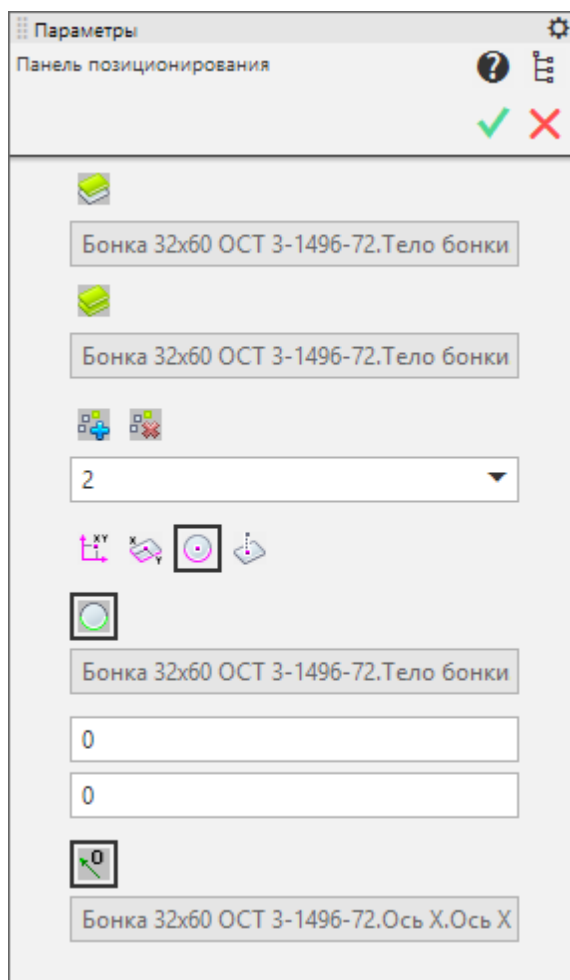 Параметры
Панель позиционирования
Бонка 32х60 ОСТ 3-1496-72.Тело бонки
Бонка 32х60 ОСТ 3-1496-72.Тело бонки
2
Бонка 32х60 ОСТ 3-1496-72.Тело бонки
0
0
Бонка 32х60 ОСТ 3-1496-72.Ось X.Ось X